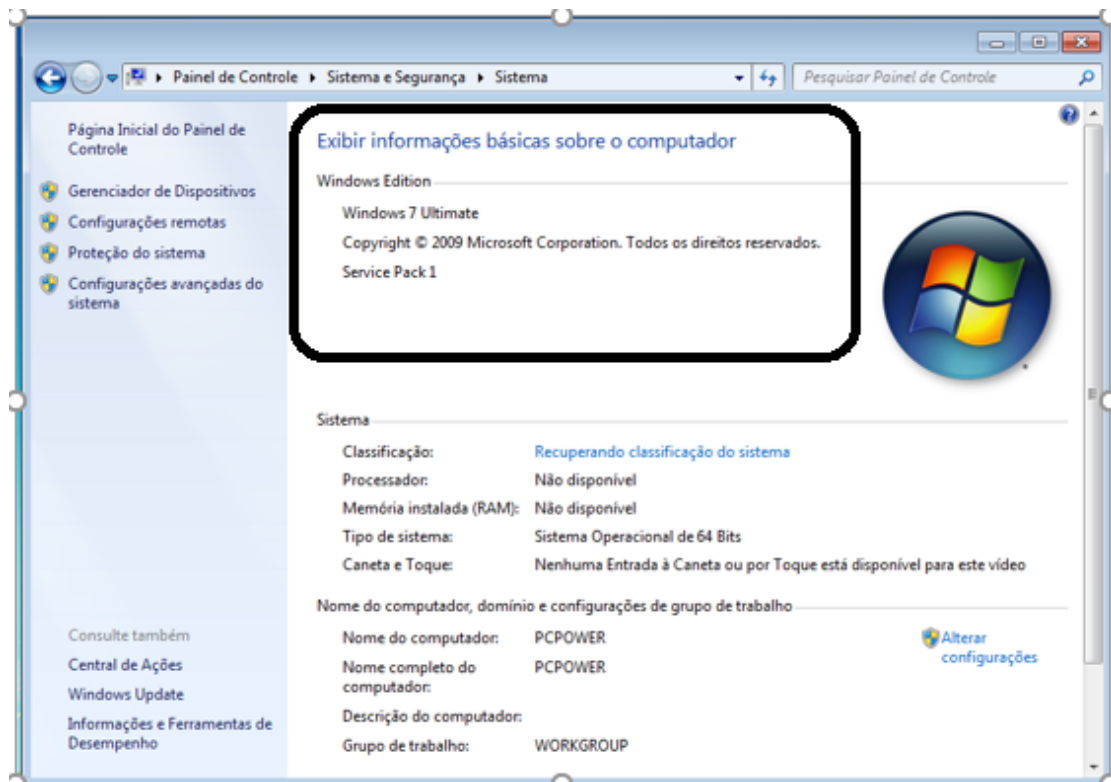 Painel de Controle Sistema e Segurança Sistema
Pesquisar Painel de Controle
Página Inicial do Painel de
Controle
Gerenciador de Dispositivos
Configurações remotas
Proteção do sistema
Configurações avançadas do
sistema
Exibir informações básicas sobre o computador
Windows Edition
Windows 7 Ultimate
Copyright © 2009 Microsoft Corporation. Todos os direitos reservados.
Service Pack 1
Sistema
Classificação: Recuperando classificação do sistema
Processador: Não disponível
Memória instalada (RAM): Não disponível
Tipo de sistema: Sistema Operacional de 64 Bits
Caneta e Toque: Nenhuma Entrada à Caneta ou por Toque está disponível para este vídeo
Nome do computador, domínio e configurações de grupo de trabalho
Nome do computador: PCPOWER
Alterar
configurações
Nome completo do
computador: PCPOWER
Descrição do computador:
Grupo de trabalho: WORKGROUP
Consulte também
Central de Ações
Windows Update
Informações e Ferramentas de
Desempenho